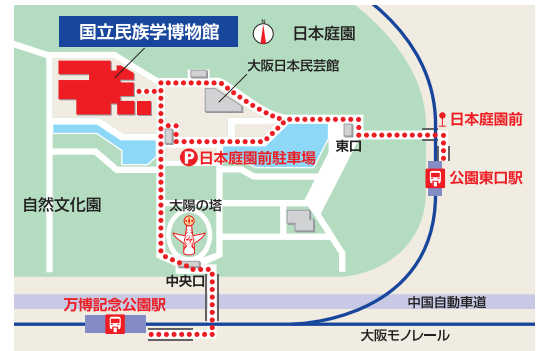 国立民族学博物館
N
日本庭園
大阪日本民芸館
日本庭園前
東口
P日本庭園前駐車場
公園東口駅
自然文化園
太陽の塔
中央口
万博記念公園駅
中国自動車道
大阪モノレール